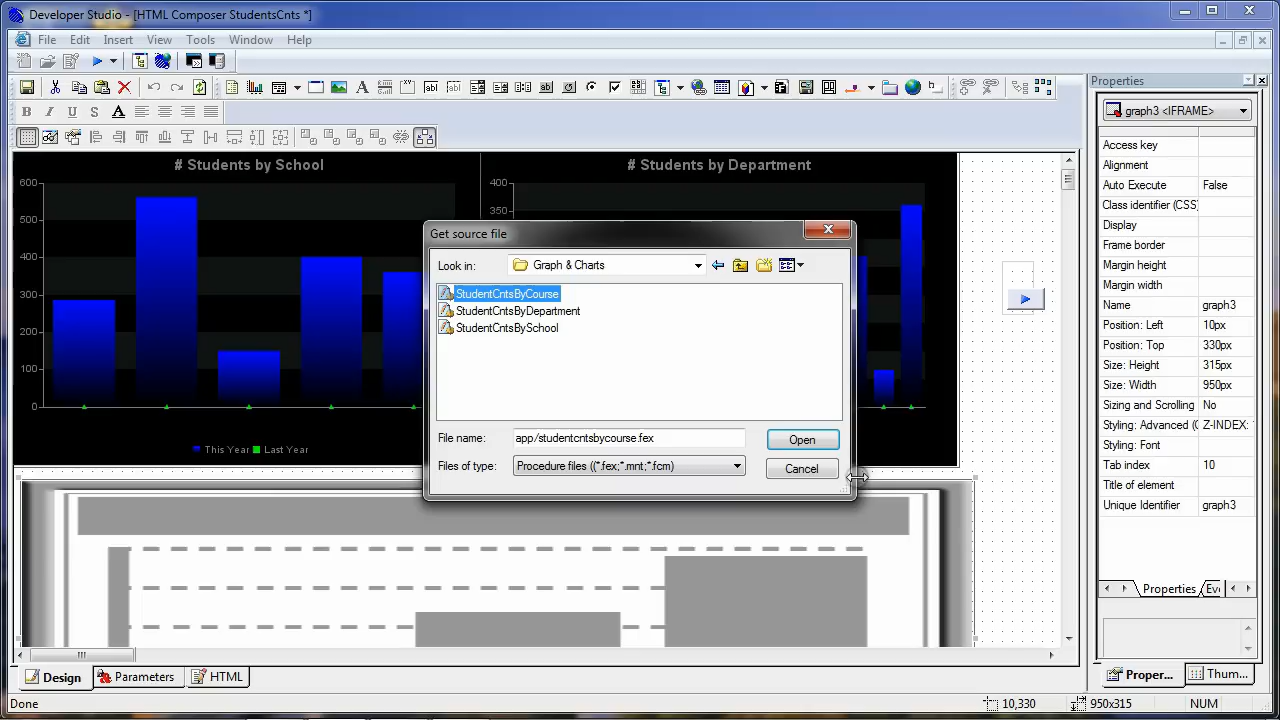 Developer Studio - [HTML Composer StudentsCnts *]
File Edit Insert View Tools Window Help
Properties
graph3 <IFRAME>
Access key
Alignment
Auto Execute False
Class identifier (CSS)
Display
Frame border
Margin height
Margin width
Name graph3
Position: Left 10px
Position: Top 330px
Size: Height 315px
Size: Width 950px
Sizing and Scrolling No
Styling: Advanced (C Z-INDEX:
Styling: Font
Tab index 10
Title of element
Unique Identifier graph3
Properties Eve
Proper... Thum...
# Students by School
600
500
400
300
200
100
0
This Year Last Year
# Students by Department
400
350
Get source file
Look in: Graph & Charts
StudentCntsByCourse
StudentCntsByDepartment
StudentCntsBySchool
File name: app/studentcntsbycourse.fex Open
Files of type: Procedure files ((*.fex;*.mnt;*.fcm) Cancel
Design Parameters HTML
Done 10,330 950x315 NUM